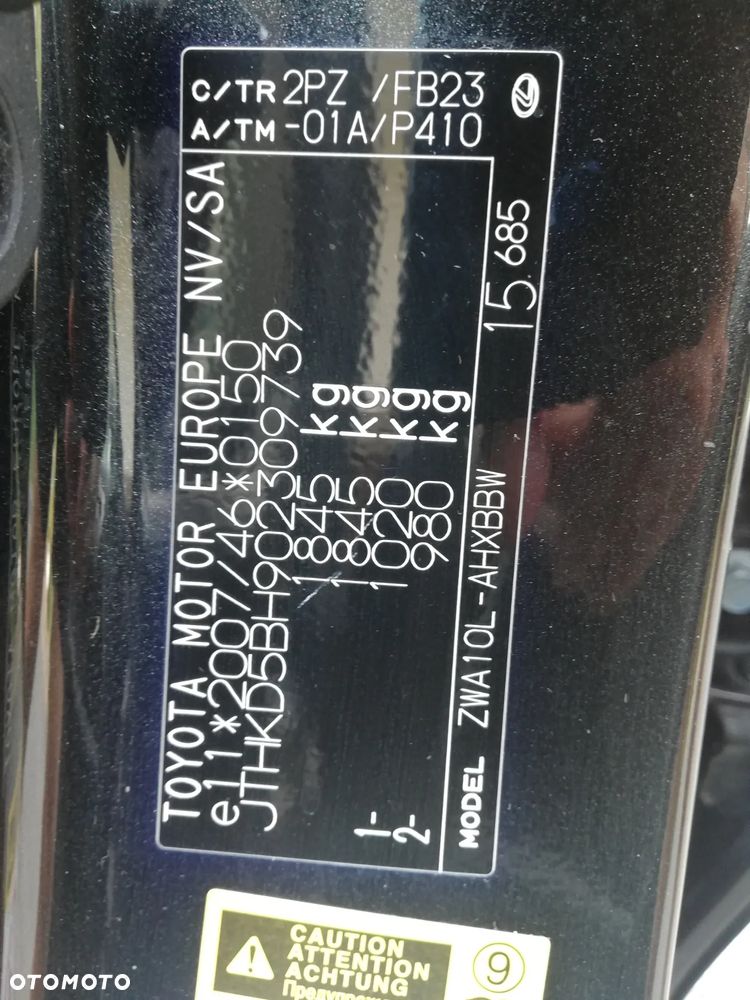 C/TR 2PZ /FB23
A/TM -01A/P410
TOYOTA MOTOR EUROPE NV/SA
e11*2007/46*0150
JTHKD5BH902309739
1845 kg
1845 kg
1- 1020 kg
2- 980 kg
MODEL ZWA10L-AHXBBW 15.685
CAUTION
ATTENTION
ACHTUNG
9
OTOMOTO